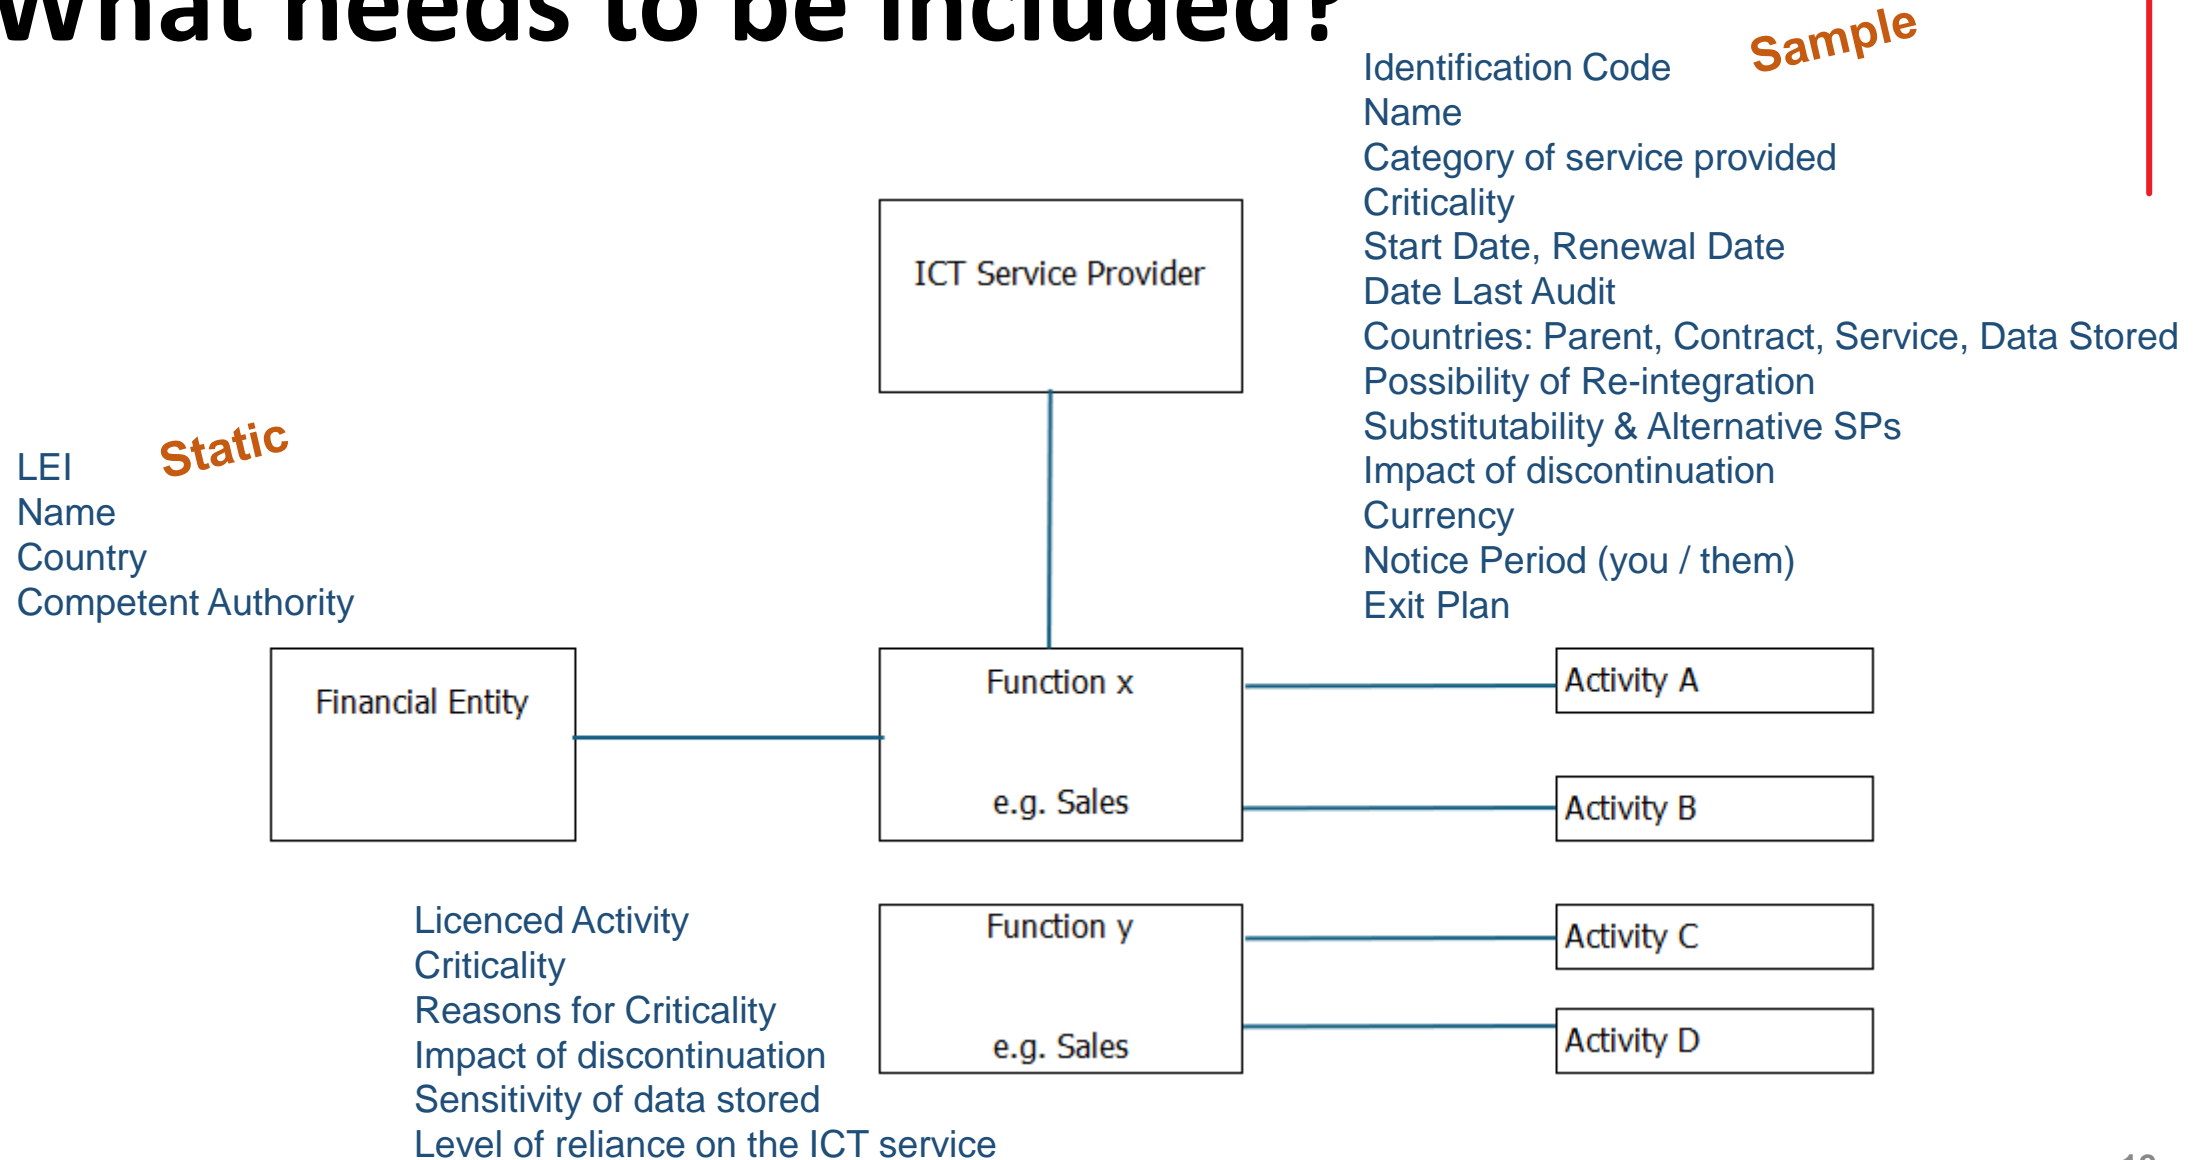 What needs to be included?
Sample
Identification Code
Name
Category of service provided
Criticality
Start Date, Renewal Date
Date Last Audit
Countries: Parent, Contract, Service, Data Stored
Possibility of Re-integration
Substitutability & Alternative SPs
Impact of discontinuation
Currency
Notice Period (you / them)
Exit Plan
ICT Service Provider
Static
LEI
Name
Country
Competent Authority
Financial Entity
Function x
e.g. Sales
Activity A
Activity B
Licenced Activity
Criticality
Reasons for Criticality
Impact of discontinuation
Sensitivity of data stored
Level of reliance on the ICT service
Function y
e.g. Sales
Activity C
Activity D